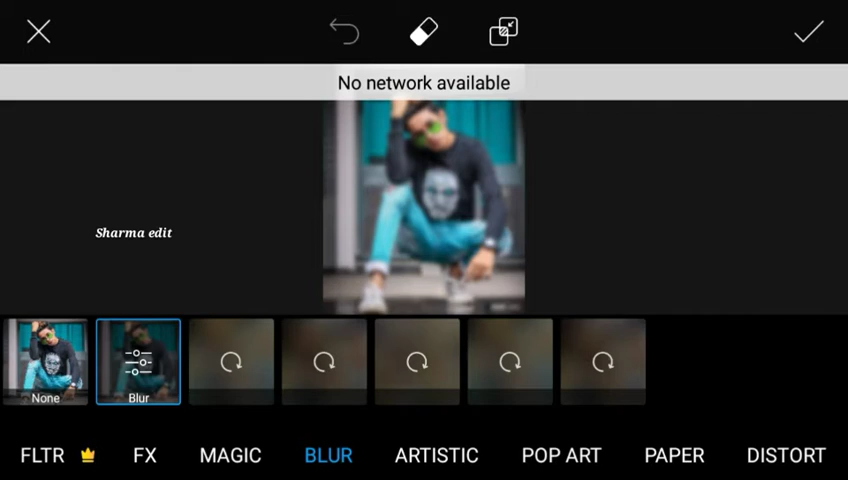 No network available
Sharma edit
None
Blur
FLTR
FX
MAGIC
BLUR
ARTISTIC
POP ART
PAPER
DISTORT